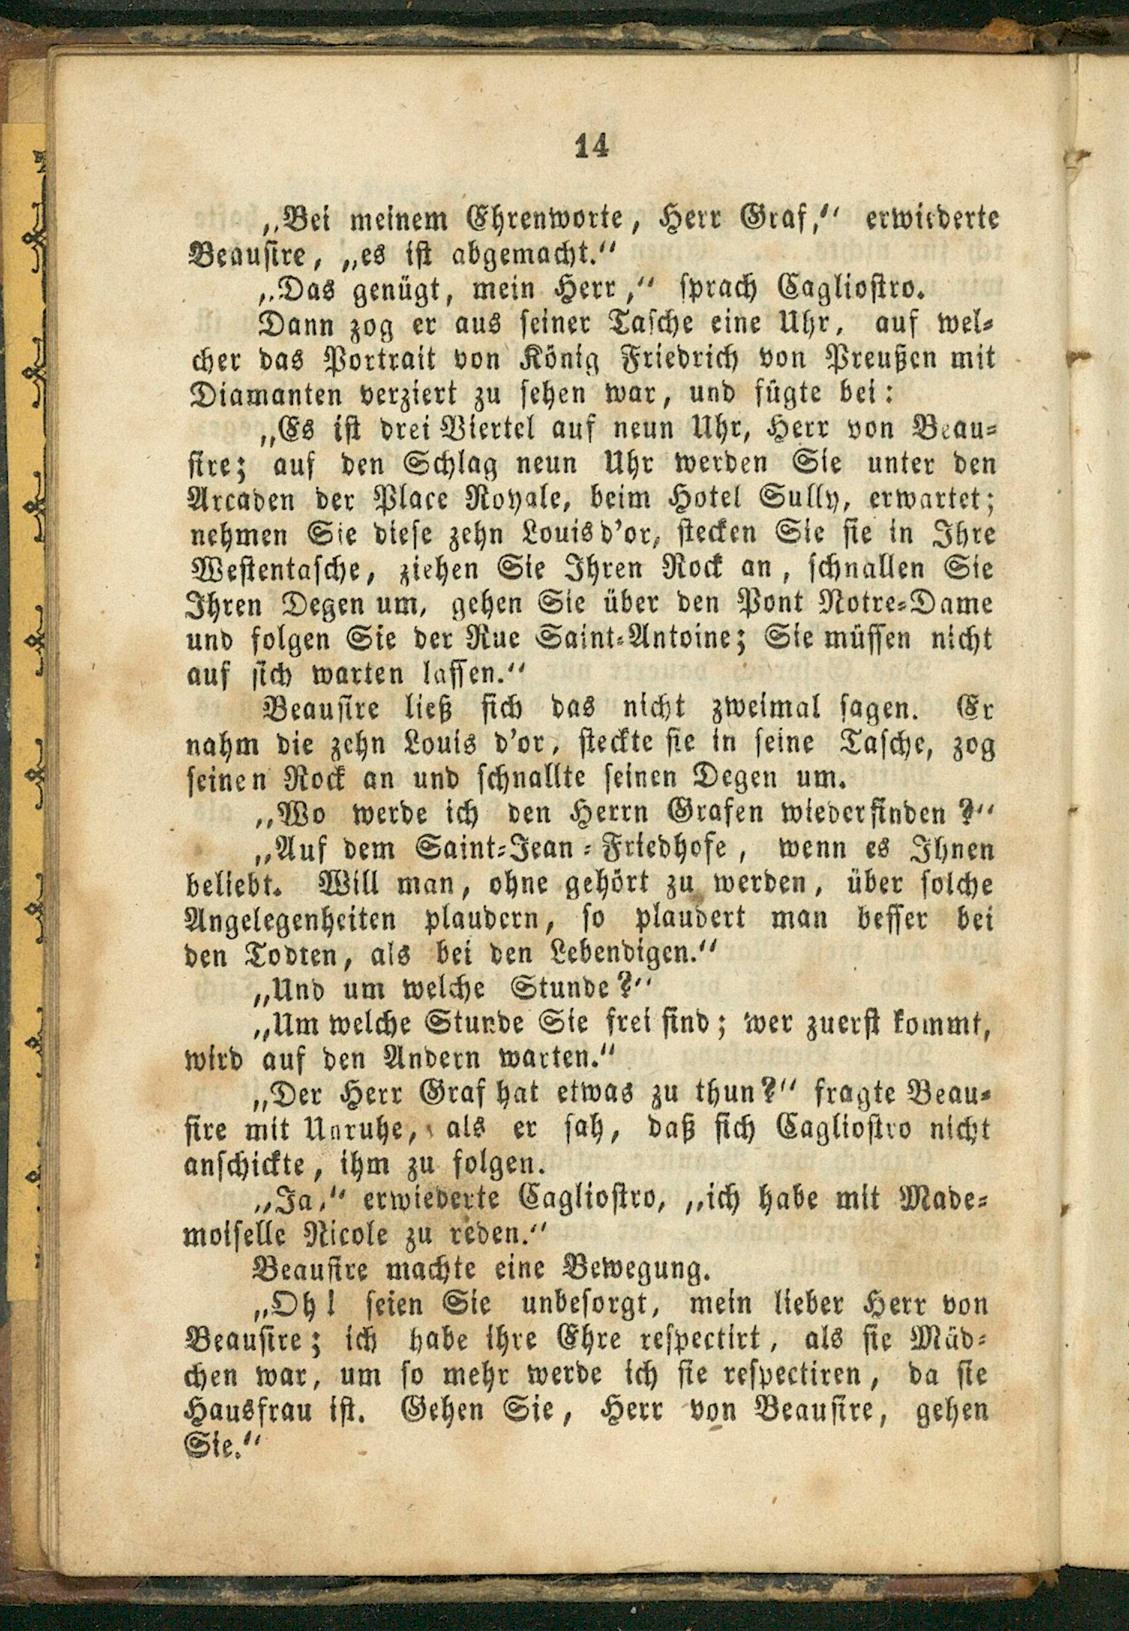 14
„Bei meinem Ehrenworte, Herr Graf,“ erwiederte
Beausire, „es ist abgemacht.“
„Das genügt, mein Herr,“ sprach Cagliostro.
Dann zog er aus seiner Tasche eine Uhr, auf wel-
cher das Portrait von König Friedrich von Preußen mit
Diamanten verziert zu sehen war, und fügte bei:
„Es ist drei Viertel auf neun Uhr, Herr von Beau-
sire; auf den Schlag neun Uhr werden Sie unter den
Arcaden der Place Royale, beim Hotel Sully, erwartet;
nehmen Sie diese zehn Louisd’or, stecken Sie sie in Ihre
Westentasche, ziehen Sie Ihren Rock an, schnallen Sie
Ihren Degen um, gehen Sie über den Pont Notre-Dame
und folgen Sie der Rue Saint-Antoine; Sie müssen nicht
auf sich warten lassen.“
Beausire ließ sich das nicht zweimal sagen. Er
nahm die zehn Louis d’or, steckte sie in seine Tasche, zog
seinen Rock an und schnallte seinen Degen um.
„Wo werde ich den Herrn Grafen wiederfinden?“
„Auf dem Saint-Jean-Friedhofe, wenn es Ihnen
beliebt. Will man, ohne gehört zu werden, über solche
Angelegenheiten plaudern, so plaudert man besser bei
den Todten, als bei den Lebendigen.“
„Und um welche Stunde?“
„Um welche Stunde Sie frei sind; wer zuerst kommt,
wird auf den Andern warten.“
„Der Herr Graf hat etwas zu thun?“ fragte Beau-
sire mit Unruhe, als er sah, daß sich Cagliostro nicht
anschickte, ihm zu folgen.
„Ja,“ erwiederte Cagliostro, „ich habe mit Made-
moiselle Nicole zu reden.“
Beausire machte eine Bewegung.
„Oh! seien Sie unbesorgt, mein lieber Herr von
Beausire; ich habe ihre Ehre respectirt, als sie Mäd-
chen war, um so mehr werde ich sie respectiren, da sie
Hausfrau ist. Gehen Sie, Herr von Beausire, gehen
Sie.“